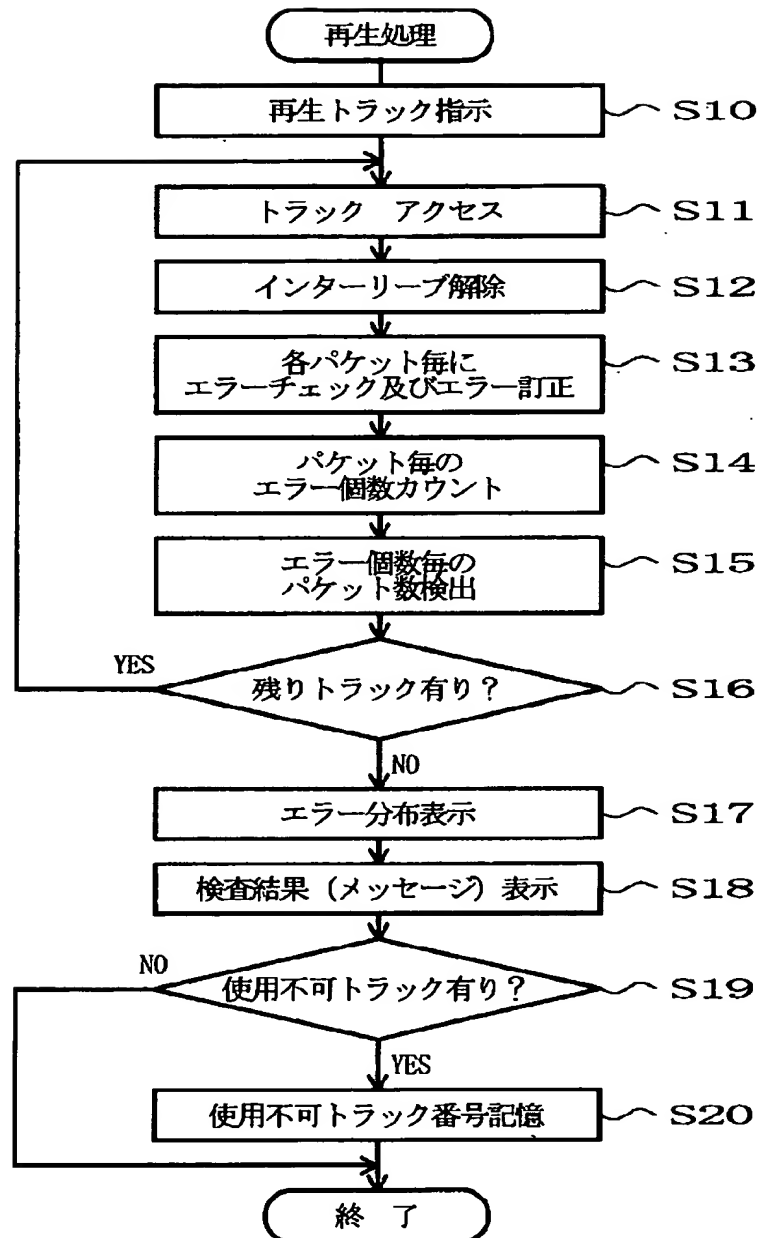 再生処理
再生トラック指示 S10
トラック　アクセス S11
インターリーブ解除 S12
各パケット毎に
エラーチェック及びエラー訂正 S13
パケット毎の
エラー個数カウント S14
エラー個数毎の
パケット数検出 S15
YES
残りトラック有り？ S16
NO
エラー分布表示 S17
検査結果（メッセージ）表示 S18
NO
使用不可トラック有り？ S19
YES
使用不可トラック番号記憶 S20
終　了